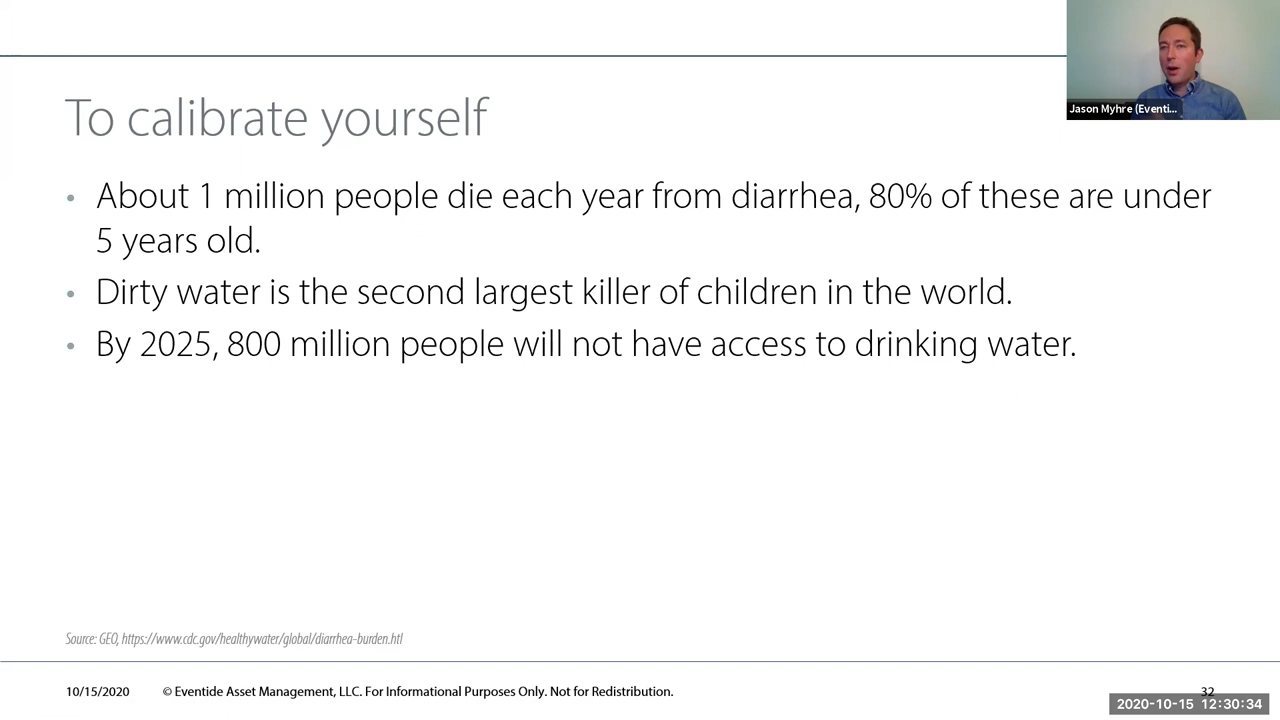 Jason Myhre (Eventi...
To calibrate yourself
• About 1 million people die each year from diarrhea, 80% of these are under
5 years old.
• Dirty water is the second largest killer of children in the world.
• By 2025, 800 million people will not have access to drinking water.
Source: GEO, https://www.cdc.gov/healthywater/global/diarrhea-burden.htl
10/15/2020 © Eventide Asset Management, LLC. For Informational Purposes Only. Not for Redistribution. 32
2020-10-15 12:30:34